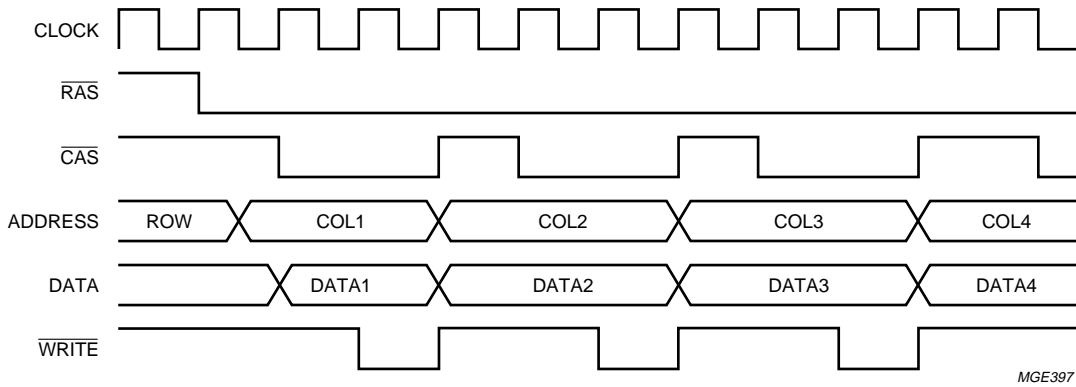 CLOCK
RAS
CAS
ADDRESS ROW COL1 COL2 COL3 COL4
DATA DATA1 DATA2 DATA3 DATA4
WRITE
MGE397